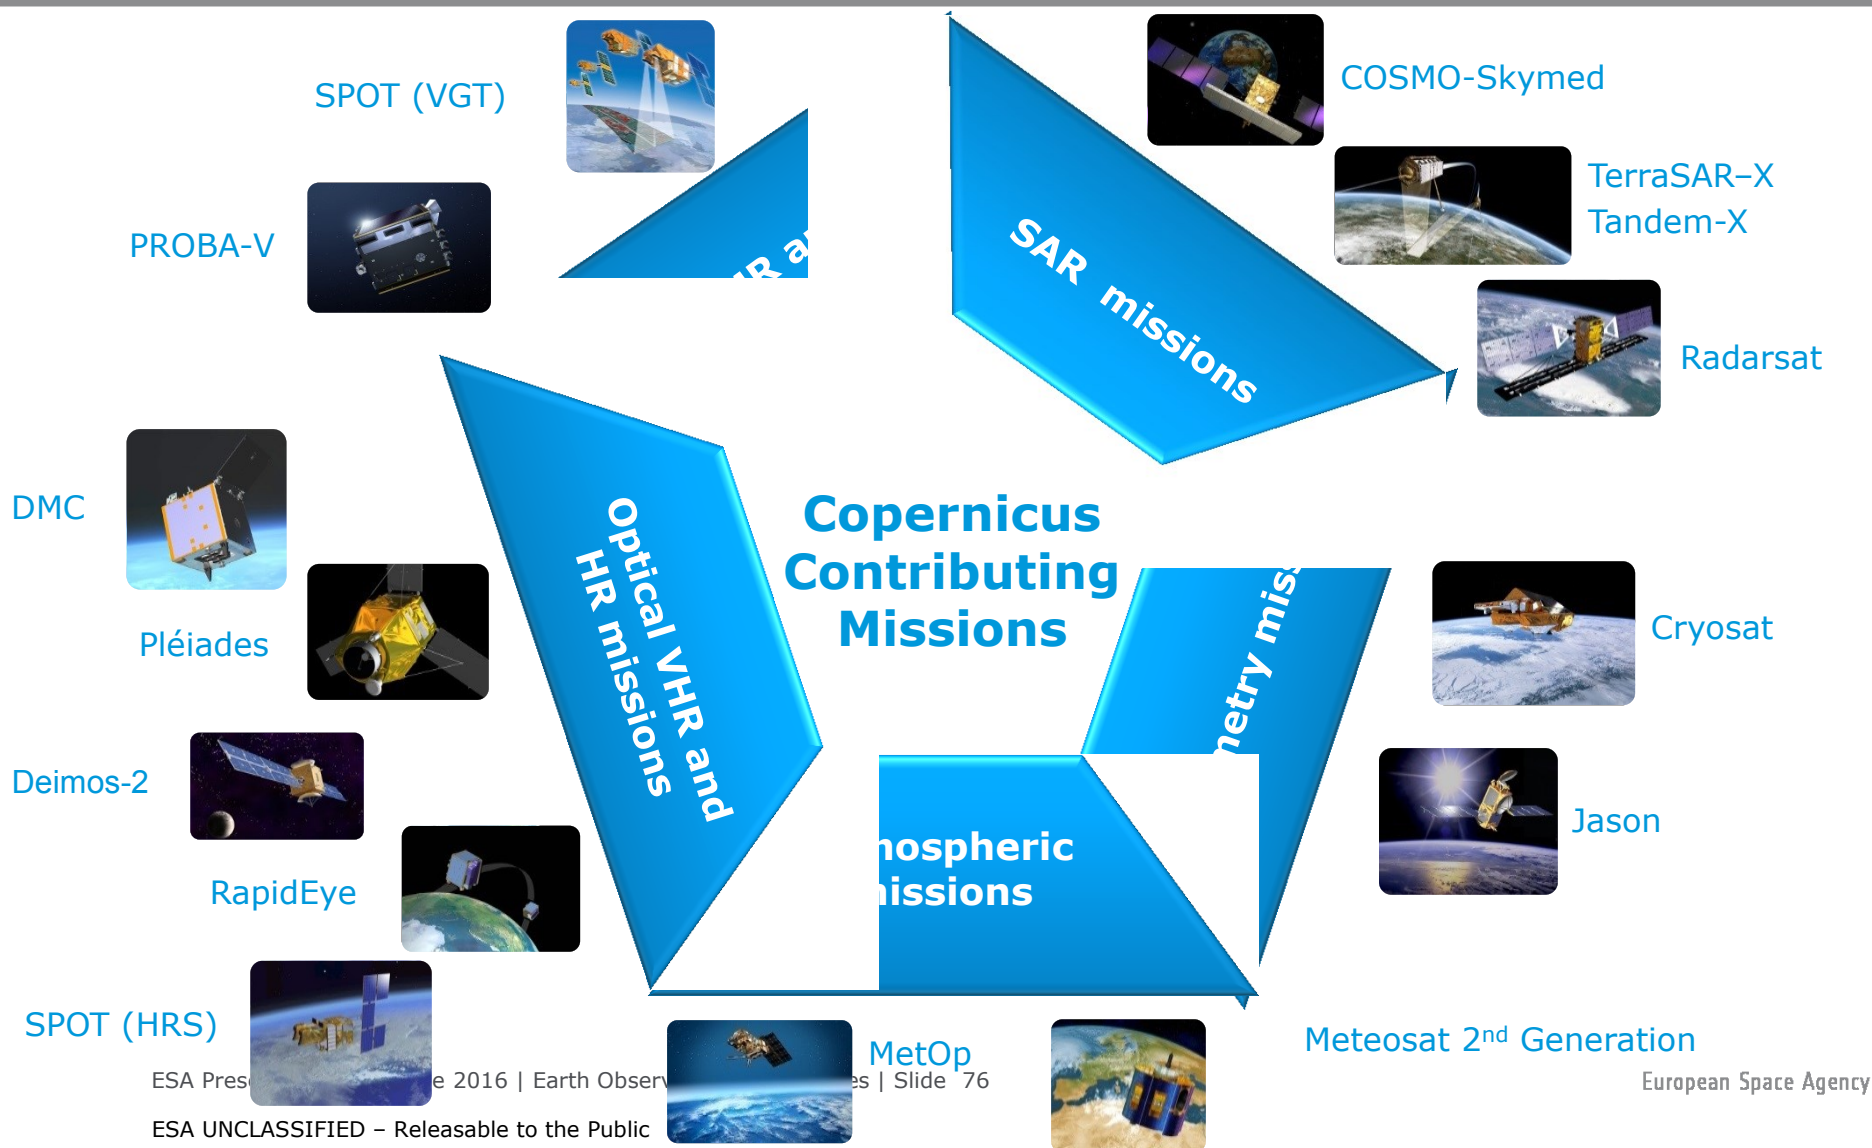 SPOT (VGT)
PROBA-V
COSMO-Skymed
TerraSAR–X
Tandem-X
Radarsat
SAR missions
DMC
Pléiades
Deimos-2
RapidEye
SPOT (HRS)
Optical VHR and
HR missions
Copernicus
Contributing
Missions
Cryosat
Jason
missions
MetOp
Meteosat 2nd Generation
ESA 2016 | Earth | Slide 76
European Space Agency
ESA UNCLASSIFIED – Releasable to the Public